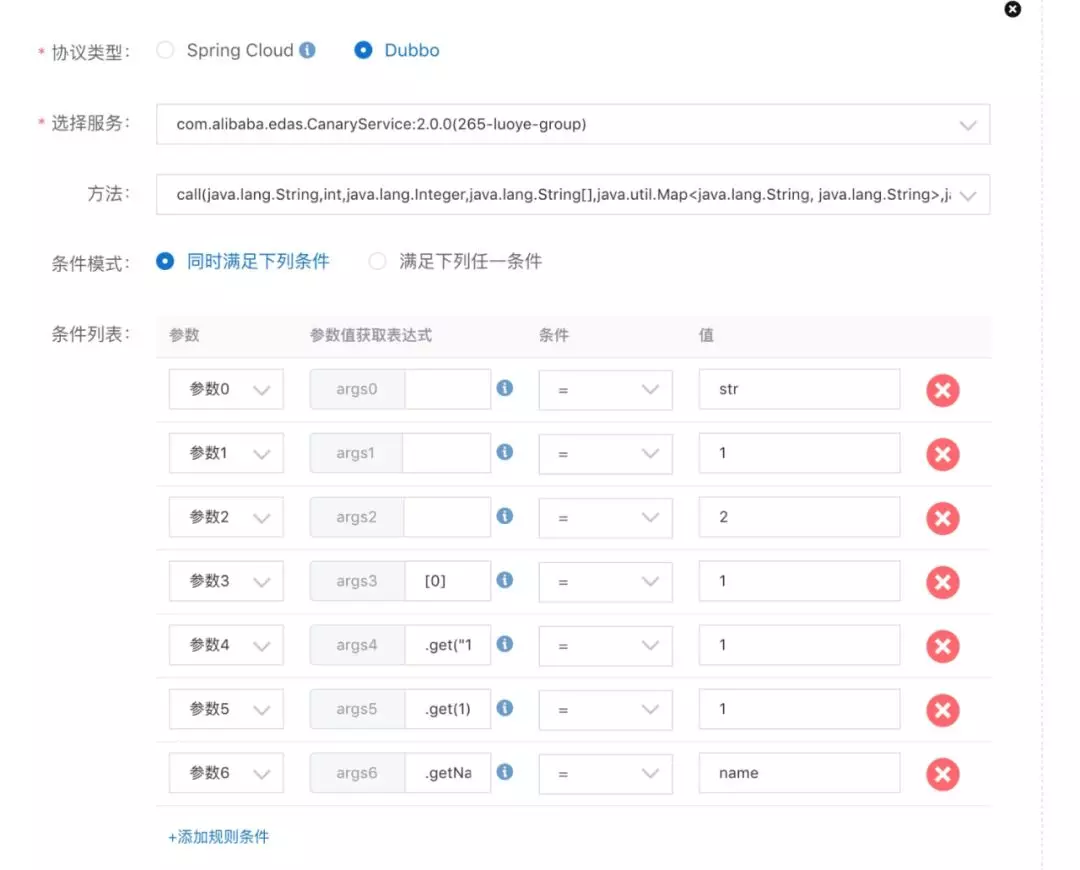 * 协议类型： Spring Cloud Dubbo
* 选择服务： com.alibaba.edas.CanaryService:2.0.0(265-luoye-group)
方法： call(java.lang.String,int,java.lang.Integer,java.lang.String[],java.util.Map<java.lang.String, java.lang.String>,j
条件模式： 同时满足下列条件 满足下列任一条件
条件列表： 参数 参数值获取表达式 条件 值
参数0 args0 = str
参数1 args1 = 1
参数2 args2 = 2
参数3 args3 [0] = 1
参数4 args4 .get("1 = 1
参数5 args5 .get(1) = 1
参数6 args6 .getNa = name
+添加规则条件